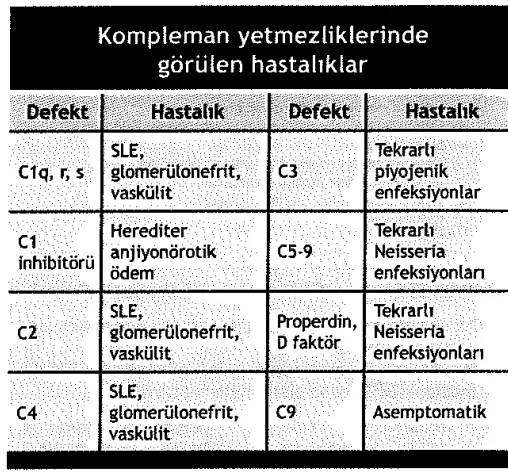 Kompleman yetmezliklerinde
görülen hastalıklar
Defekt Hastalık Defekt Hastalık
C1q, r, s
SLE,
glomerülonefrit,
vaskülit
C3
Tekrarlı
piyojenik
enfeksiyonlar
C1
inhibitörü
Herediter
anjiyonörotik
ödem
C5-9
Tekrarlı
Neisseria
enfeksiyonları
C2
SLE,
glomerülonefrit,
vaskülit
Properdin,
D faktör
Tekrarlı
Neisseria
enfeksiyonları
C4
SLE,
glomerülonefrit,
vaskülit
C9
Asemptomatik